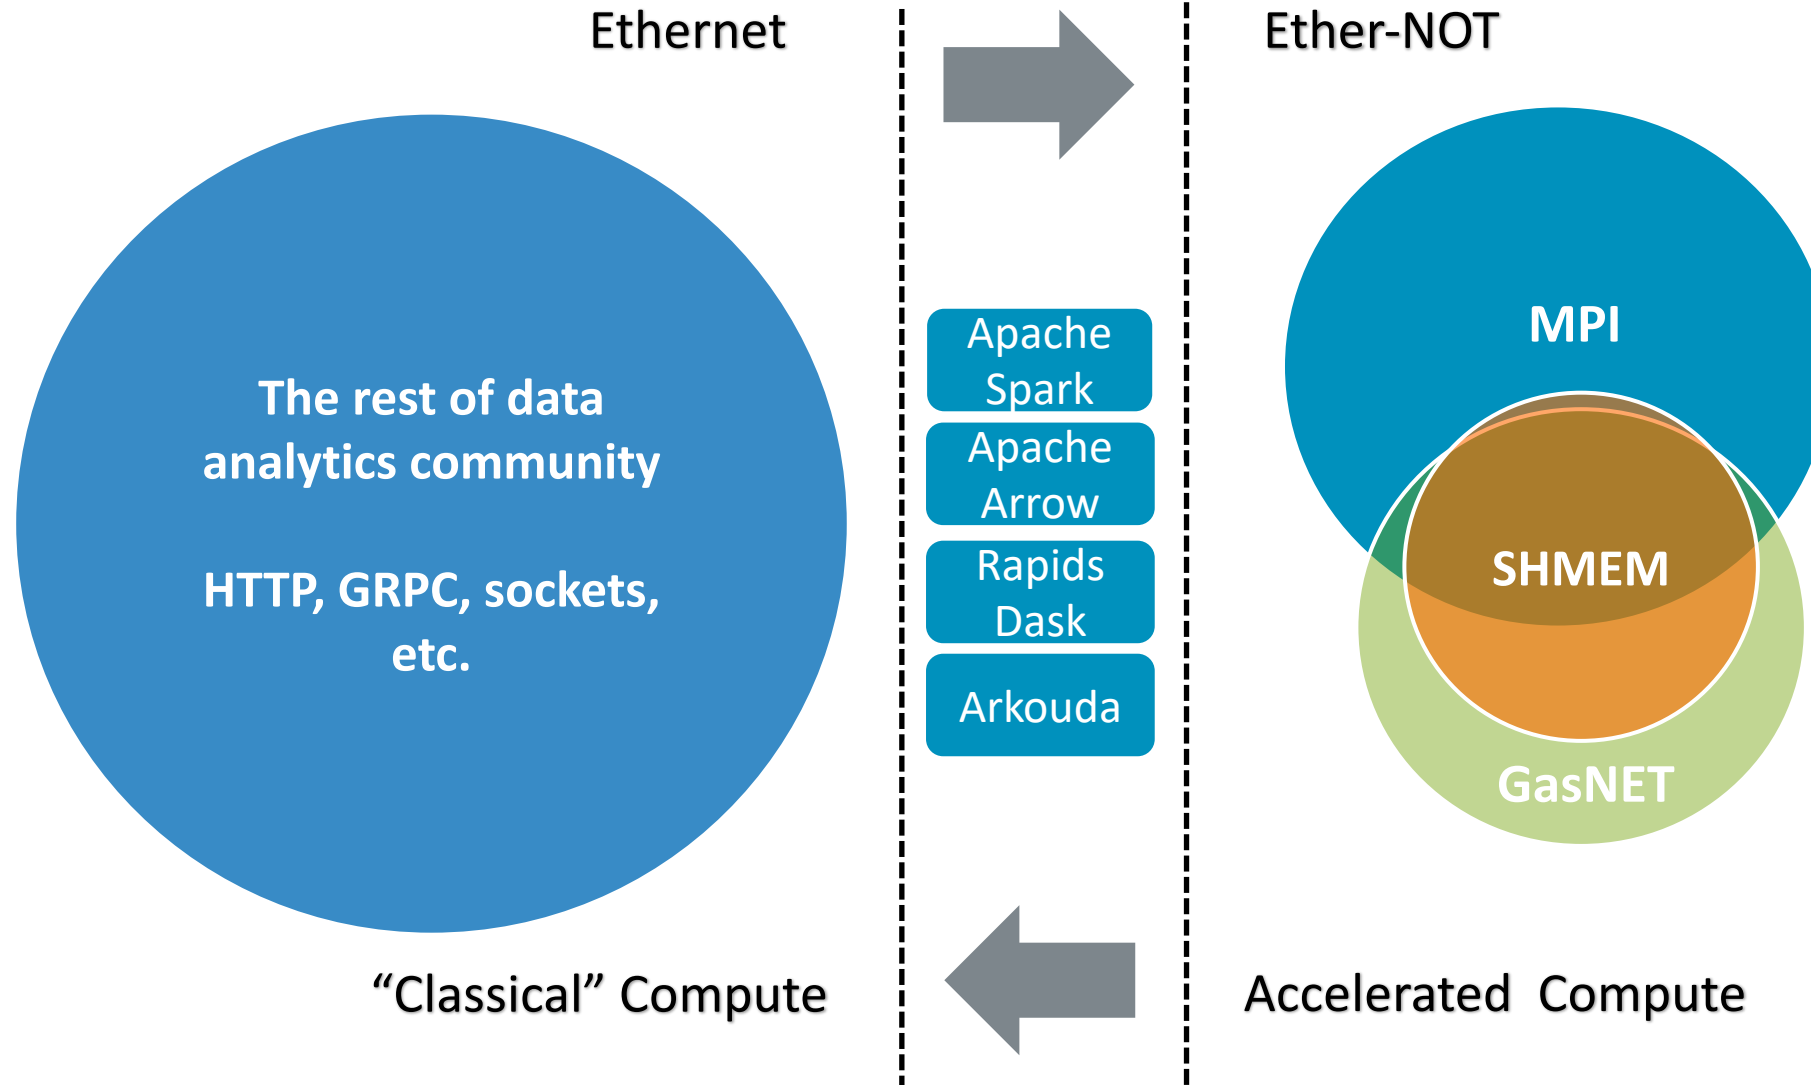 Ethernet
Ether-NOT
The rest of data
analytics community
HTTP, GRPC, sockets,
etc.
Apache
Spark
Apache
Arrow
Rapids
Dask
Arkouda
MPI
SHMEM
GasNET
“Classical” Compute
Accelerated Compute